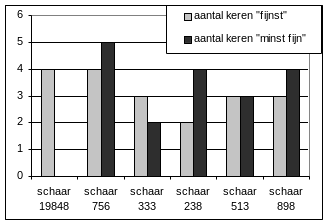 6
5
4
3
2
1
0
aantal keren "fijnst"
aantal keren "minst fijn"
schaar schaar schaar schaar schaar schaar
19848 756 333 238 513 898